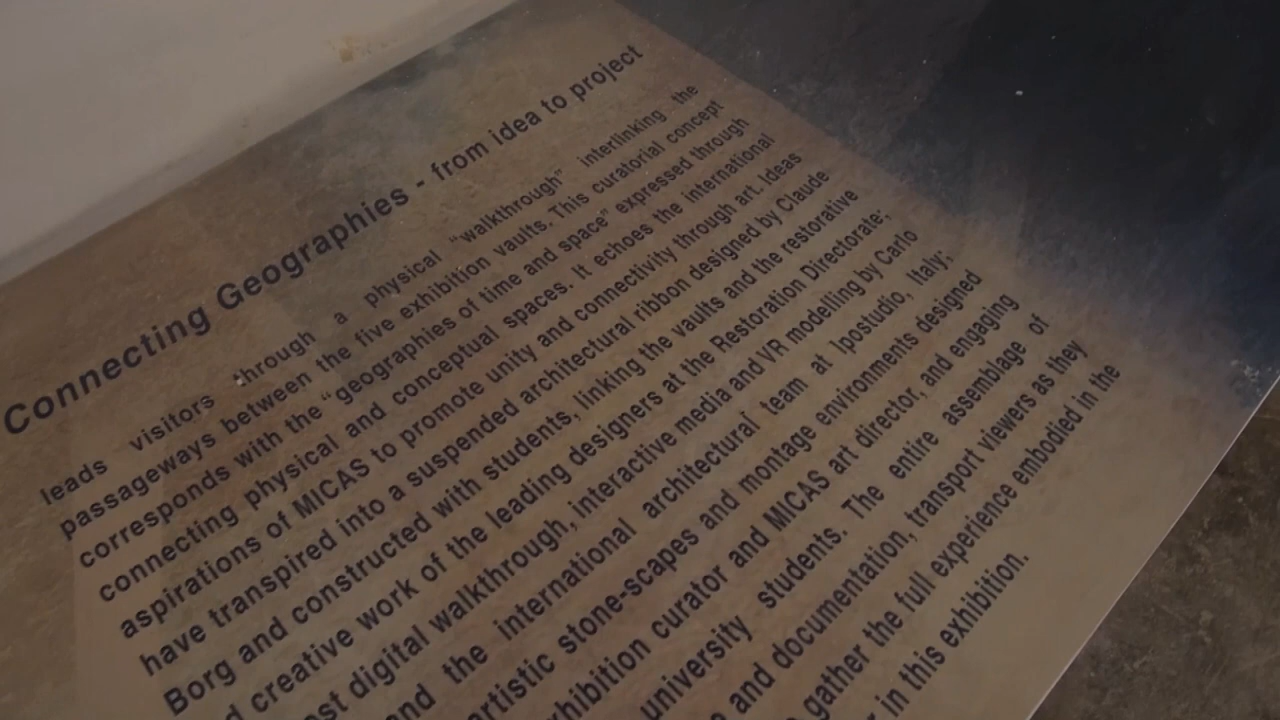 Connecting Geographies - from idea to project
leads visitors through a physical "walkthrough" interlinking the
passageways between the five exhibition vaults. This curatorial concept
corresponds with the "geographies of time and space" expressed through
connecting physical and conceptual spaces. It echoes the international
aspirations of MICAS to promote unity and connectivity through art. Ideas
have transpired into a suspended architectural ribbon designed by Claude
Borg and constructed with students, linking the vaults and the restorative
creative work of the leading designers at the Restoration Directorate;
digital walkthrough, interactive media and VR modelling by Carlo
the international architectural team at Ipostudio, Italy;
artistic stone-scapes and montage environments designed
curator and MICAS art director, and engaging
university students. The entire assemblage of
and documentation, transport viewers as they
gather the full experience embodied in the
in this exhibition.